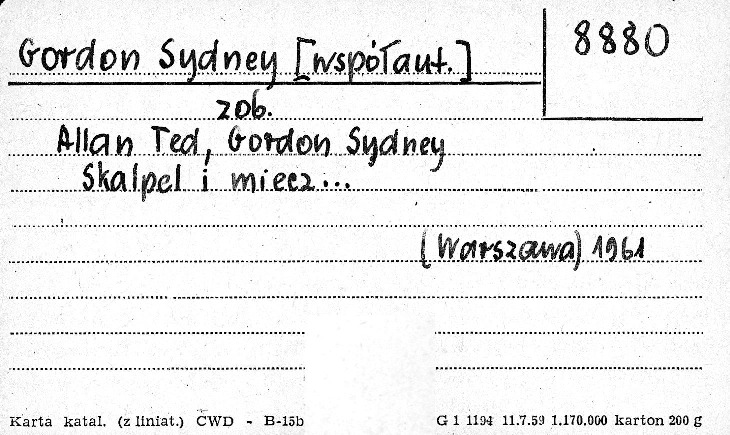 Gordon Sydney [współaut.]
8880
zob.
Allan Ted, Gordon Sydney
Skalpel i miecz...
(Warszawa) 1961
Karta katal. (z liniat.) CWD - B-15b
G 1 1194 11.7.59 1.170.000 karton 200 g